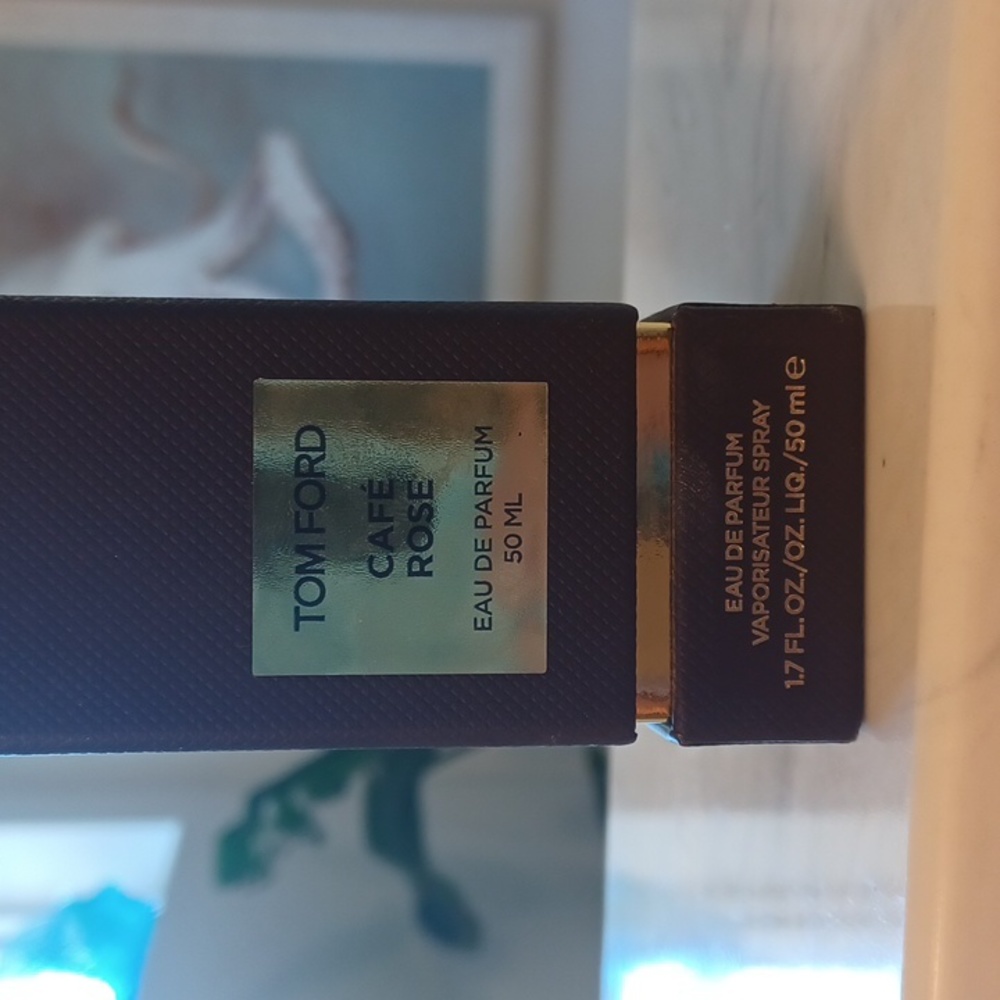 TOM FORD
CAFÉ
ROSE
EAU DE PARFUM
50 ML
EAU DE PARFUM
VAPORISATEUR SPRAY
1.7 FL. OZ./OZ. LIQ./50 ml e